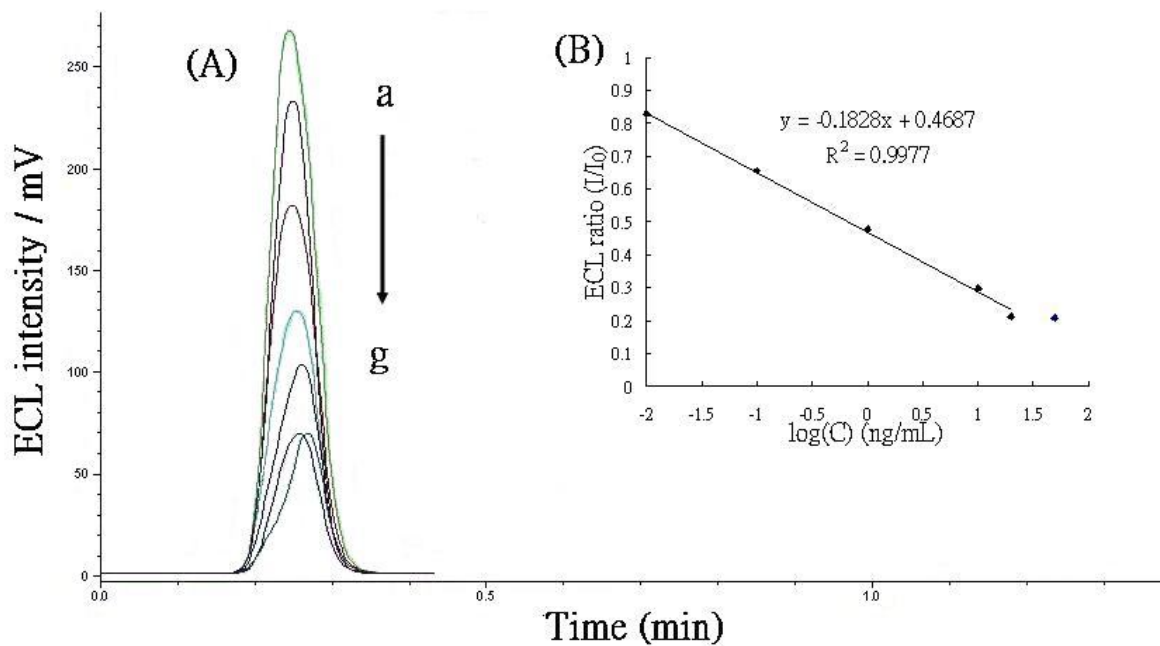 (A)
a
g
ECL intensity / mV
250
200
150
100
50
0
0.0
0.5
1.0
Time (min)
(B)
y = -0.1828x + 0.4687
R² = 0.9977
ECL ratio (I/I₀)
1
0.9
0.8
0.7
0.6
0.5
0.4
0.3
0.2
0.1
0
-2
-1.5
-1
-0.5
0
0.5
1
1.5
2
log(C) (ng/mL)